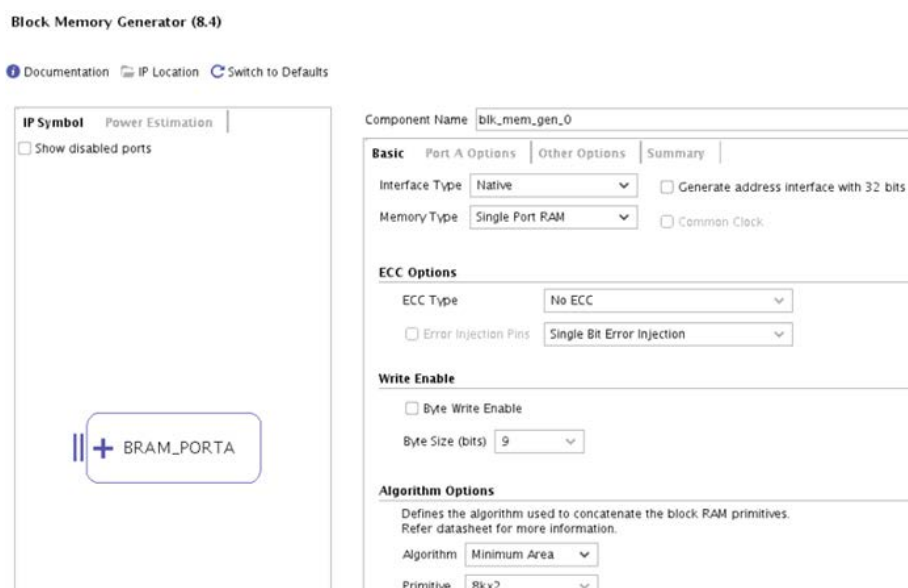 Block Memory Generator (8.4)
Documentation IP Location Switch to Defaults
IP Symbol Power Estimation
Show disabled ports
BRAM_PORTA
Component Name blk_mem_gen_0
Basic Port A Options Other Options Summary
Interface Type Native Generate address interface with 32 bits
Memory Type Single Port RAM Common Clock
ECC Options
ECC Type No ECC
Error Injection Pins Single Bit Error Injection
Write Enable
Byte Write Enable
Byte Size (bits) 9
Algorithm Options
Defines the algorithm used to concatenate the block RAM primitives.
Refer datasheet for more information.
Algorithm Minimum Area
Primitive 8kx2